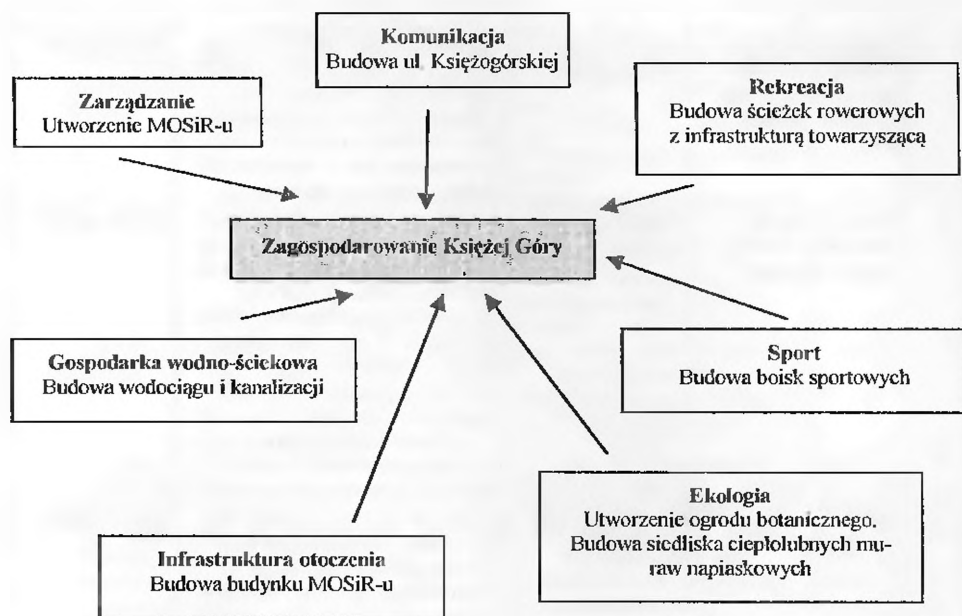 Komunikacja
Budowa ul. Księżogórskiej
Zarządzanie
Utworzenie MOSiR-u
Rekreacja
Budowa ścieżek rowerowych
z infrastrukturą towarzyszącą
Zagospodarowanie Księżej Góry
Gospodarka wodno-ścickowa
Budowa wodociągu i kanalizacji
Sport
Budowa boisk sportowych
Ekologia
Utworzenie ogrodu botanicznego.
Budowa siedliska ciepłolubnych mu-
raw napiaskowych
Infrastruktura otoczenia
Budowa budynku MOSiR-u